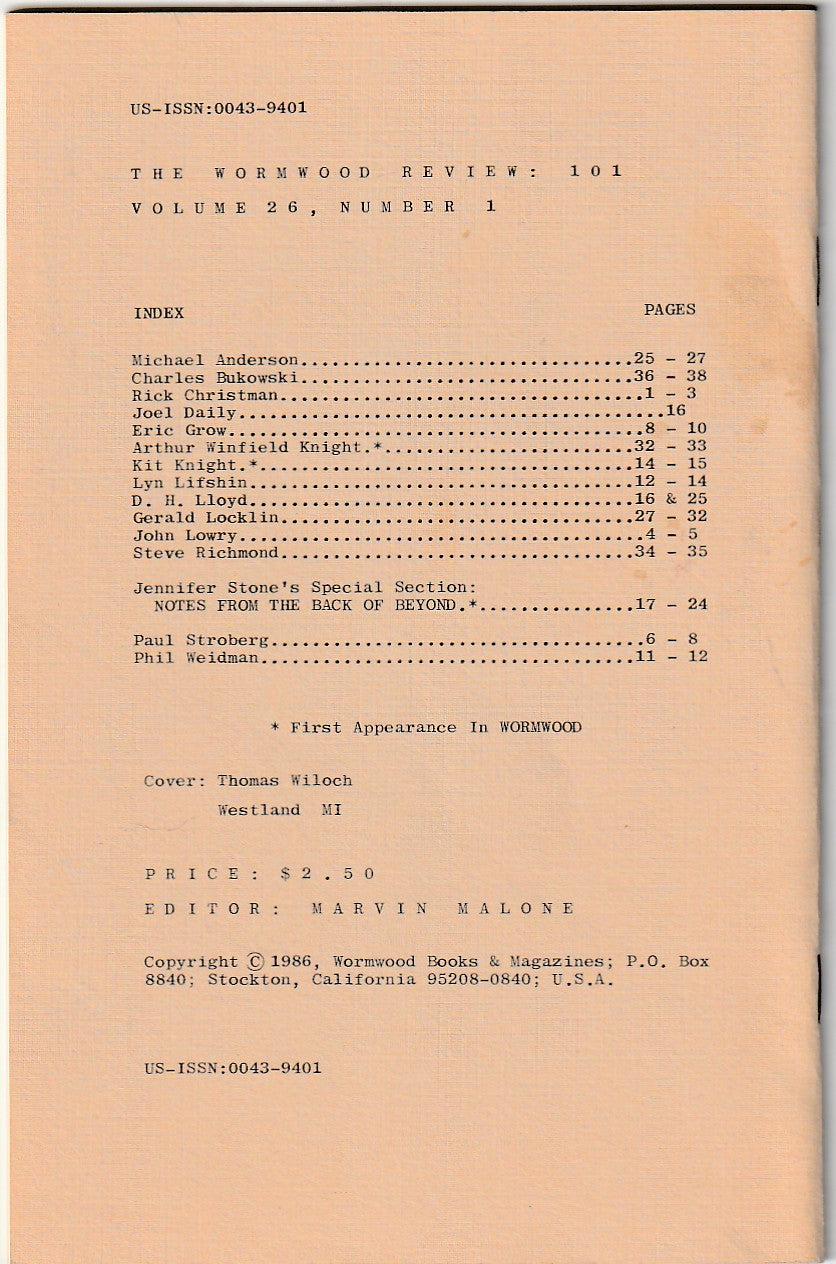 US-ISSN:0043-9401
THE WORMWOOD REVIEW: 101
VOLUME 26, NUMBER 1
INDEX PAGES
Michael Anderson................................25 - 27
Charles Bukowski................................36 - 38
Rick Christman...................................1 - 3
Joel Daily.........................................16
Eric Grow........................................8 - 10
Arthur Winfield Knight.*........................32 - 33
Kit Knight.*....................................14 - 15
Lyn Lifshin.....................................12 - 14
D. H. Lloyd.....................................16 & 25
Gerald Locklin..................................27 - 32
John Lowry.......................................4 - 5
Steve Richmond..................................34 - 35
Jennifer Stone's Special Section:
NOTES FROM THE BACK OF BEYOND.*...............17 - 24
Paul Stroberg....................................6 - 8
Phil Weidman....................................11 - 12
* First Appearance In WORMWOOD
Cover: Thomas Wiloch
Westland MI
PRICE: $2.50
EDITOR: MARVIN MALONE
Copyright © 1986, Wormwood Books & Magazines; P.O. Box
8840; Stockton, California 95208-0840; U.S.A.
US-ISSN:0043-9401